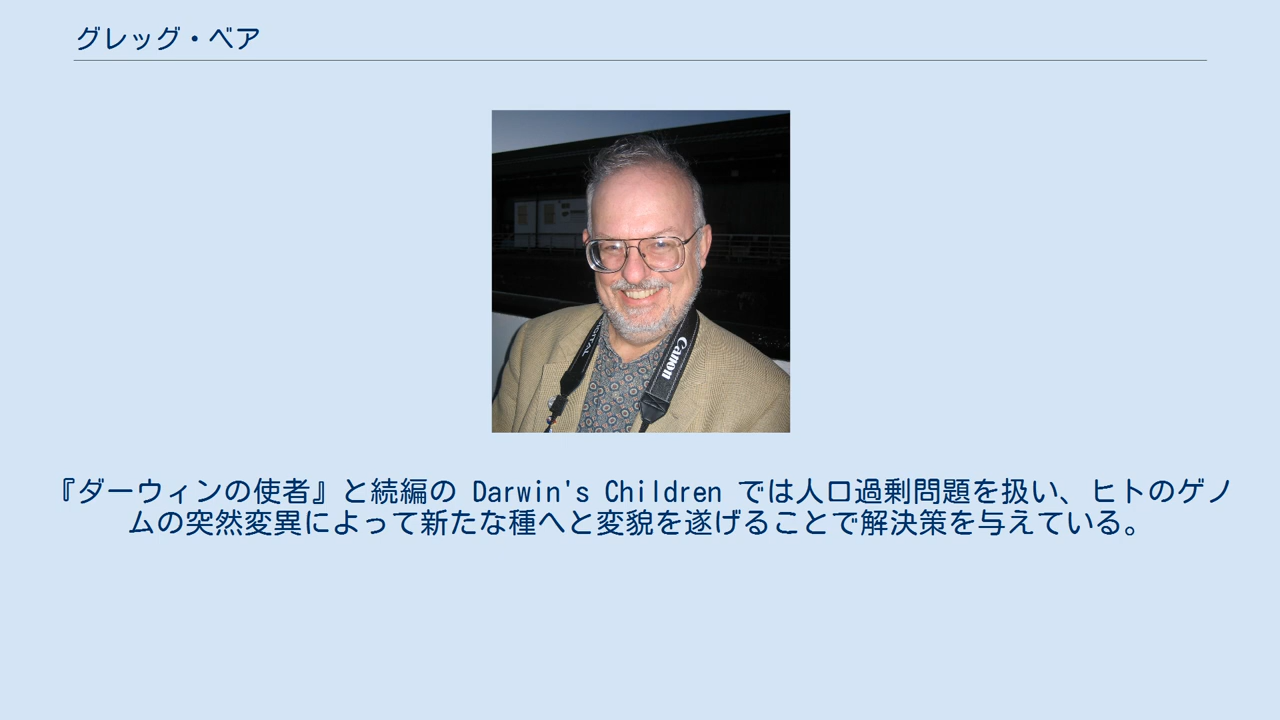 グレッグ・ベア
DIGITAL
Canon
『ダーウィンの使者』と続編の Darwin's Children では人口過剰問題を扱い、ヒトのゲノ
ムの突然変異によって新たな種へと変貌を遂げることで解決策を与えている。